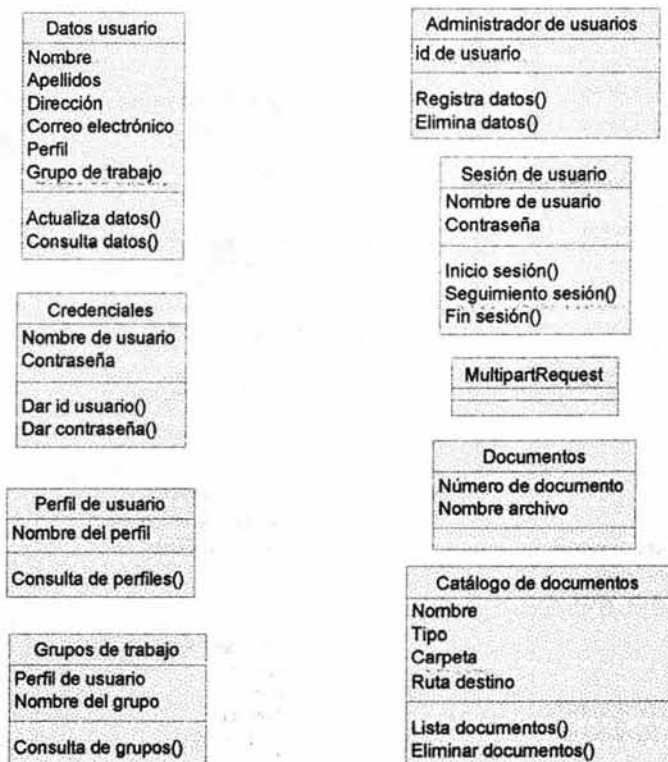 Datos usuario
Nombre
Apellidos
Dirección
Correo electrónico
Perfil
Grupo de trabajo
Actualiza datos()
Consulta datos()
Credenciales
Nombre de usuario
Contraseña
Dar id usuario()
Dar contraseña()
Perfil de usuario
Nombre del perfil
Consulta de perfiles()
Grupos de trabajo
Perfil de usuario
Nombre del grupo
Consulta de grupos()
Administrador de usuarios
id de usuario
Registra datos()
Elimina datos()
Sesión de usuario
Nombre de usuario
Contraseña
Inicio sesión()
Seguimiento sesión()
Fin sesión()
MultipartRequest
Documentos
Número de documento
Nombre archivo
Catálogo de documentos
Nombre
Tipo
Carpeta
Ruta destino
Lista documentos()
Eliminar documentos()